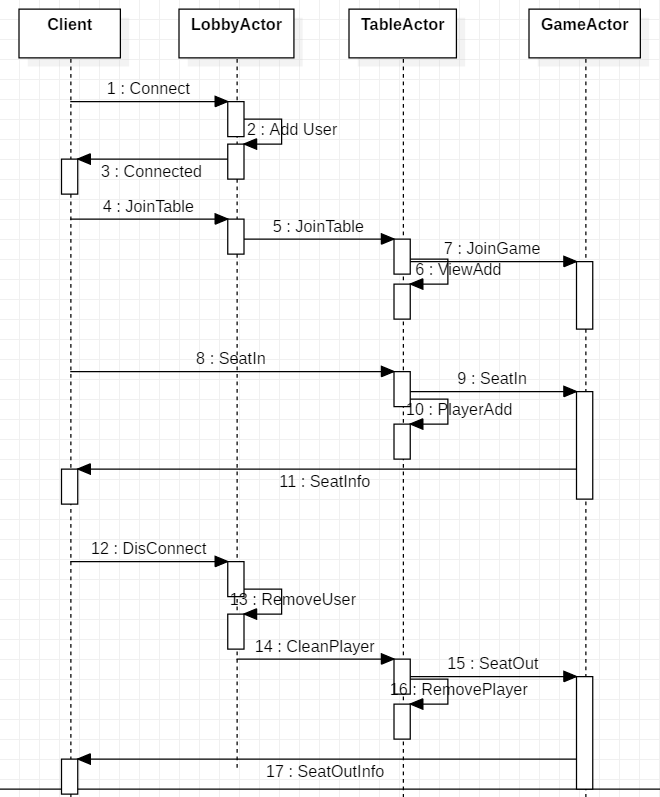 Client
LobbyActor
TableActor
GameActor
1 : Connect
2 : Add User
3 : Connected
4 : JoinTable
5 : JoinTable
7 : JoinGame
6 : ViewAdd
8 : SeatIn
9 : SeatIn
10 : PlayerAdd
11 : SeatInfo
12 : DisConnect
13 : RemoveUser
14 : CleanPlayer
15 : SeatOut
16 : RemovePlayer
17 : SeatOutInfo